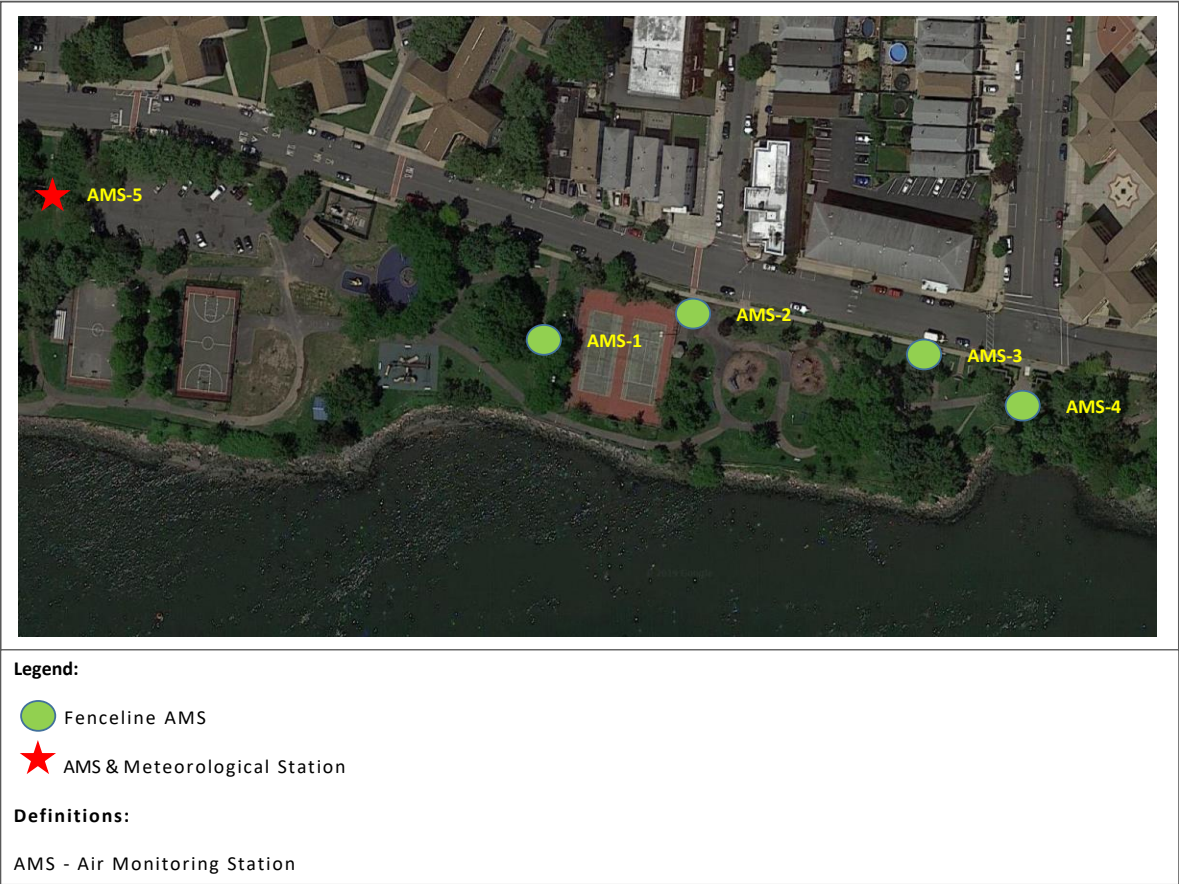 AMS-5
AMS-2
AMS-1
AMS-3
AMS-4
Legend:
Fenceline AMS
AMS & Meteorological Station
Definitions:
AMS - Air Monitoring Station